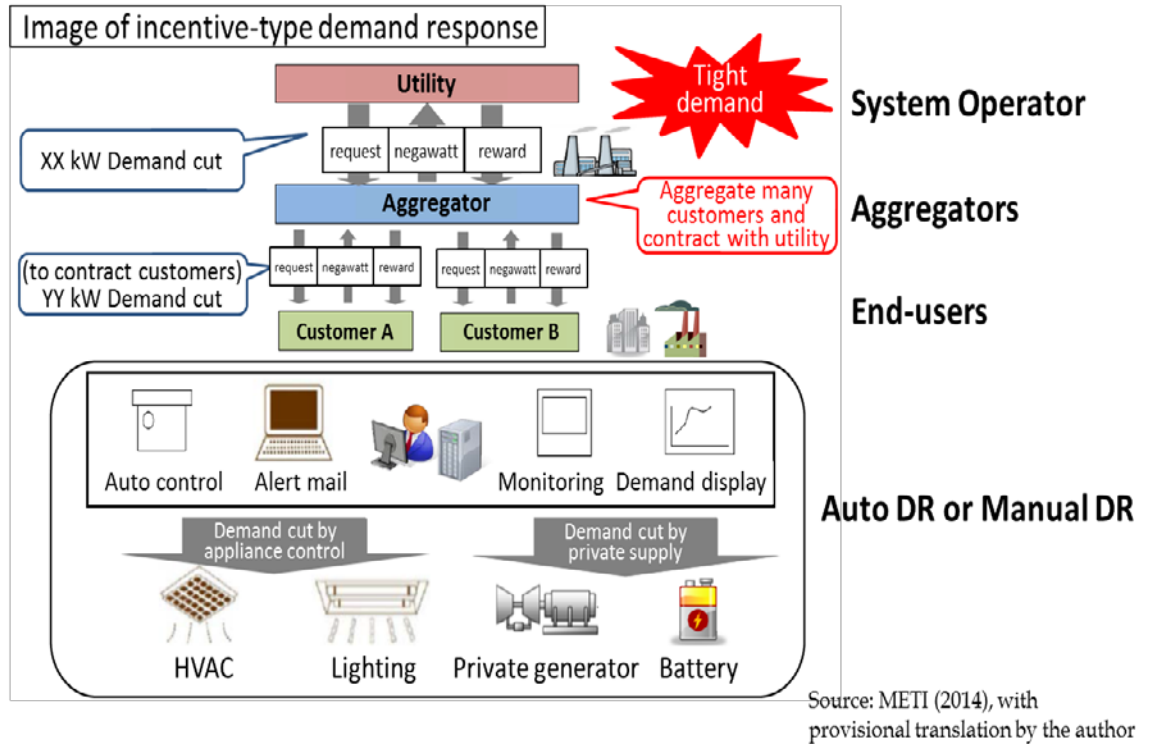 Image of incentive-type demand response
Utility
Tight
demand
System Operator
XX kW Demand cut
request negawatt reward
Aggregator
Aggregate many
customers and
contract with utility
Aggregators
(to contract customers)
YY kW Demand cut
request negawatt reward
request negawatt reward
Customer A
Customer B
End-users
Auto control
Alert mail
Monitoring
Demand display
Auto DR or Manual DR
Demand cut by
appliance control
Demand cut by
private supply
HVAC
Lighting
Private generator
Battery
Source: METI (2014), with
provisional translation by the author